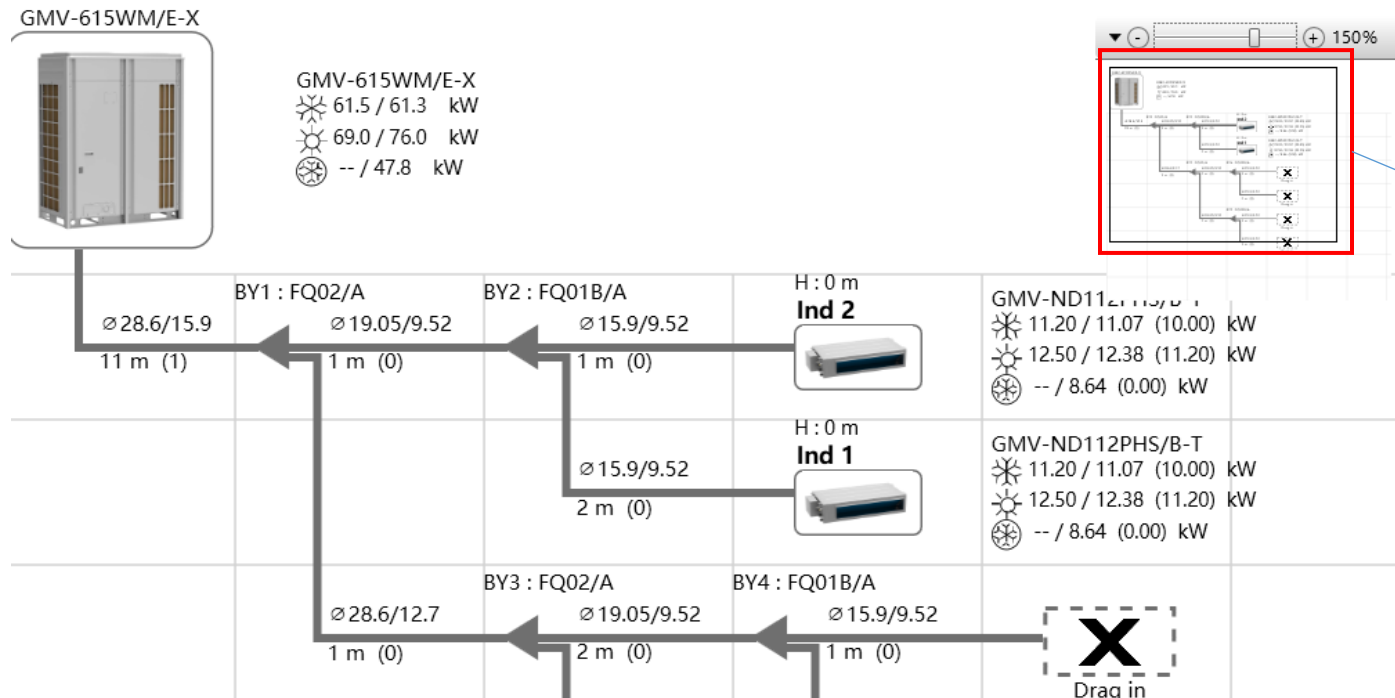 GMV-615WM/E-X
150%
GMV-615WM/E-X
61.5 / 61.3 kW
69.0 / 76.0 kW
-- / 47.8 kW
BY1 : FQ02/A
BY2 : FQ01B/A
H : 0 m
Ind 2
⌀28.6/15.9
11 m (1)
⌀19.05/9.52
1 m (0)
⌀15.9/9.52
1 m (0)
GMV-ND112PHS/B-T
11.20 / 11.07 (10.00) kW
12.50 / 12.38 (11.20) kW
-- / 8.64 (0.00) kW
H : 0 m
Ind 1
⌀15.9/9.52
2 m (0)
GMV-ND112PHS/B-T
11.20 / 11.07 (10.00) kW
12.50 / 12.38 (11.20) kW
-- / 8.64 (0.00) kW
BY3 : FQ02/A
BY4 : FQ01B/A
⌀28.6/12.7
1 m (0)
⌀19.05/9.52
2 m (0)
⌀15.9/9.52
1 m (0)
Drag in